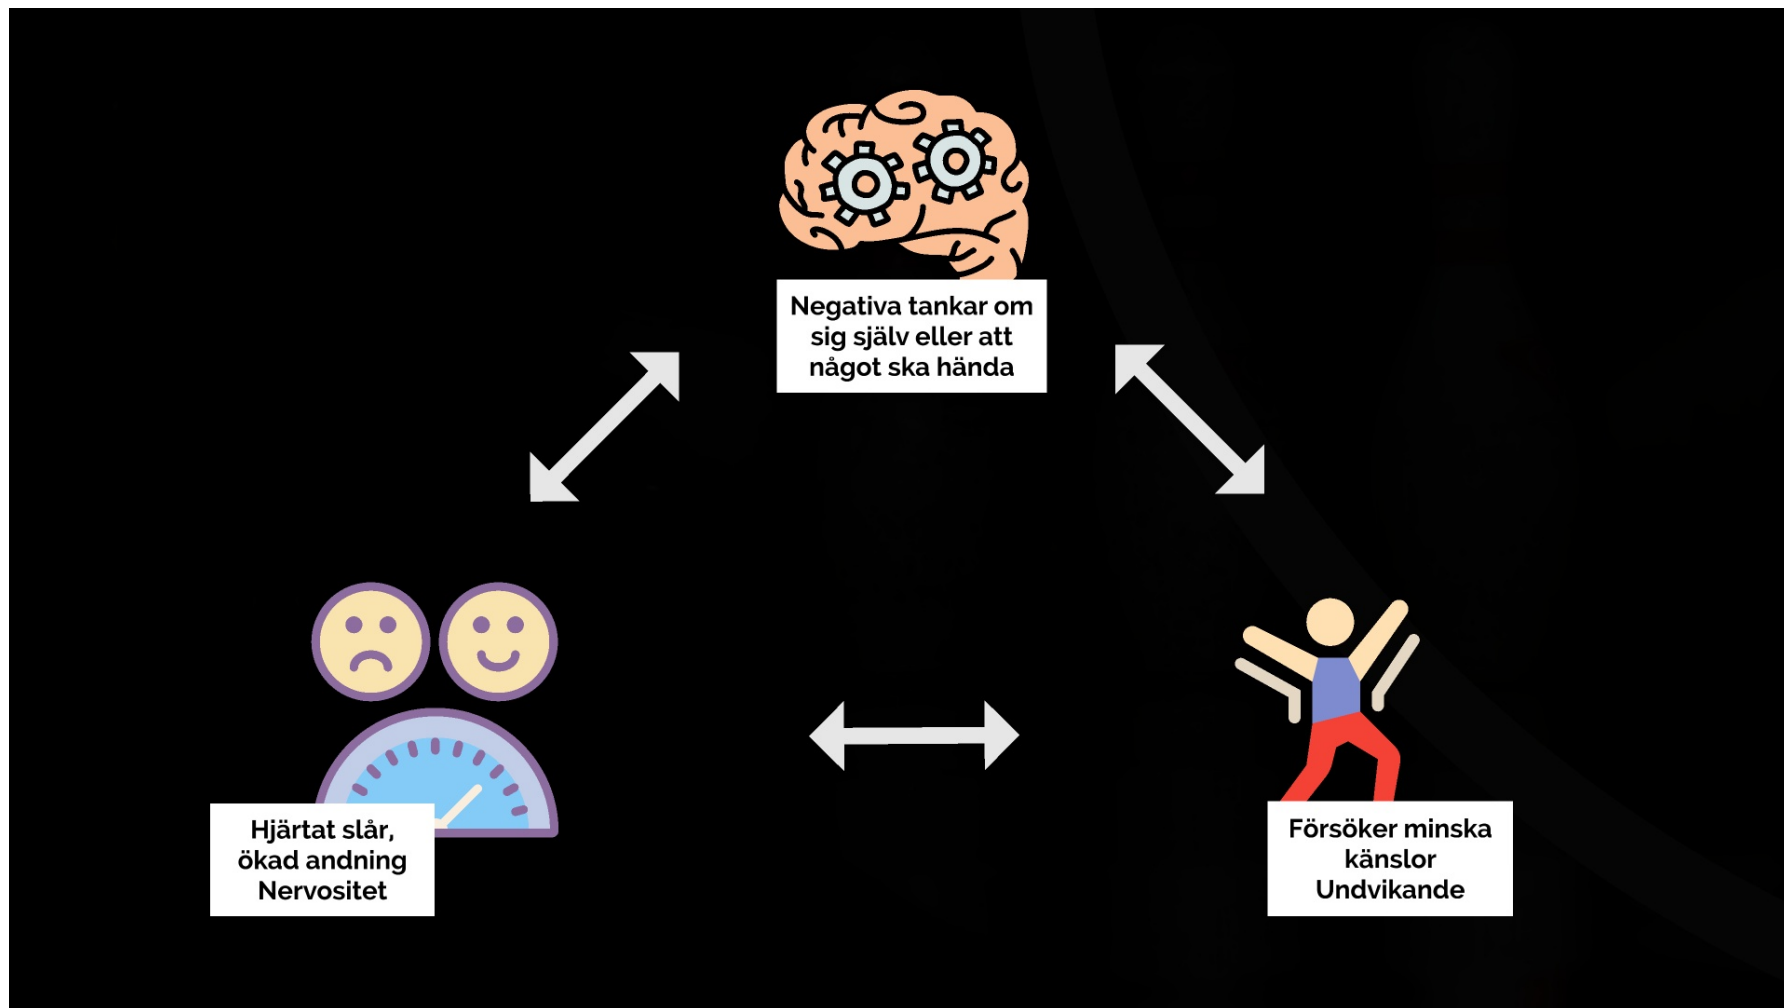 Negativa tankar om
sig själv eller att
något ska hända
Hjärtat slår,
ökad andning
Nervositet
Försöker minska
känslor
Undvikande